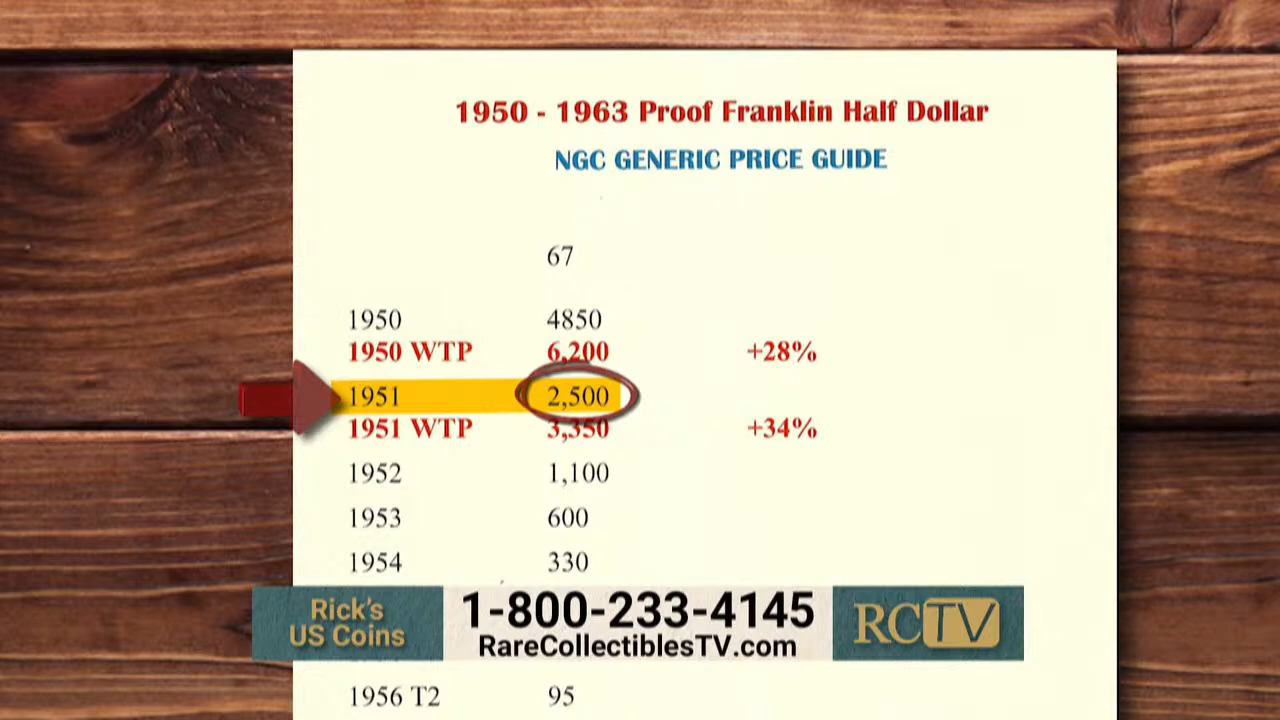 1950 - 1963 Proof Franklin Half Dollar
NGC GENERIC PRICE GUIDE
67
1950 4850
1950 WTP 6,200 +28%
1951 2,500
1951 WTP 3,350 +34%
1952 1,100
1953 600
1954 330
Rick's
US Coins
1-800-233-4145
RareCollectiblesTV.com
RCTV
1956 T2 95